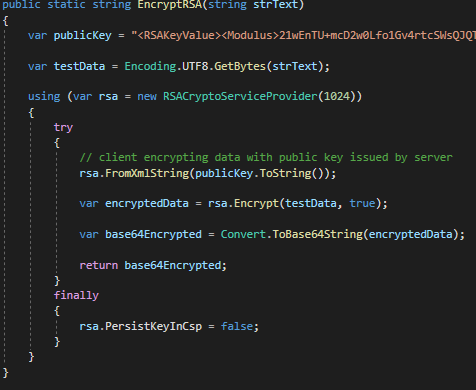 public static string EncryptRSA(string strText)
{
var publicKey = "<RSAKeyValue><Modulus>21wEnTU+mcD2w0Lfo1Gv4rtcSWsQJQT
var testData = Encoding.UTF8.GetBytes(strText);
using (var rsa = new RSACryptoServiceProvider(1024))
{
try
{
// client encrypting data with public key issued by server
rsa.FromXmlString(publicKey.ToString());
var encryptedData = rsa.Encrypt(testData, true);
var base64Encrypted = Convert.ToBase64String(encryptedData);
return base64Encrypted;
}
finally
{
rsa.PersistKeyInCsp = false;
}
}
}